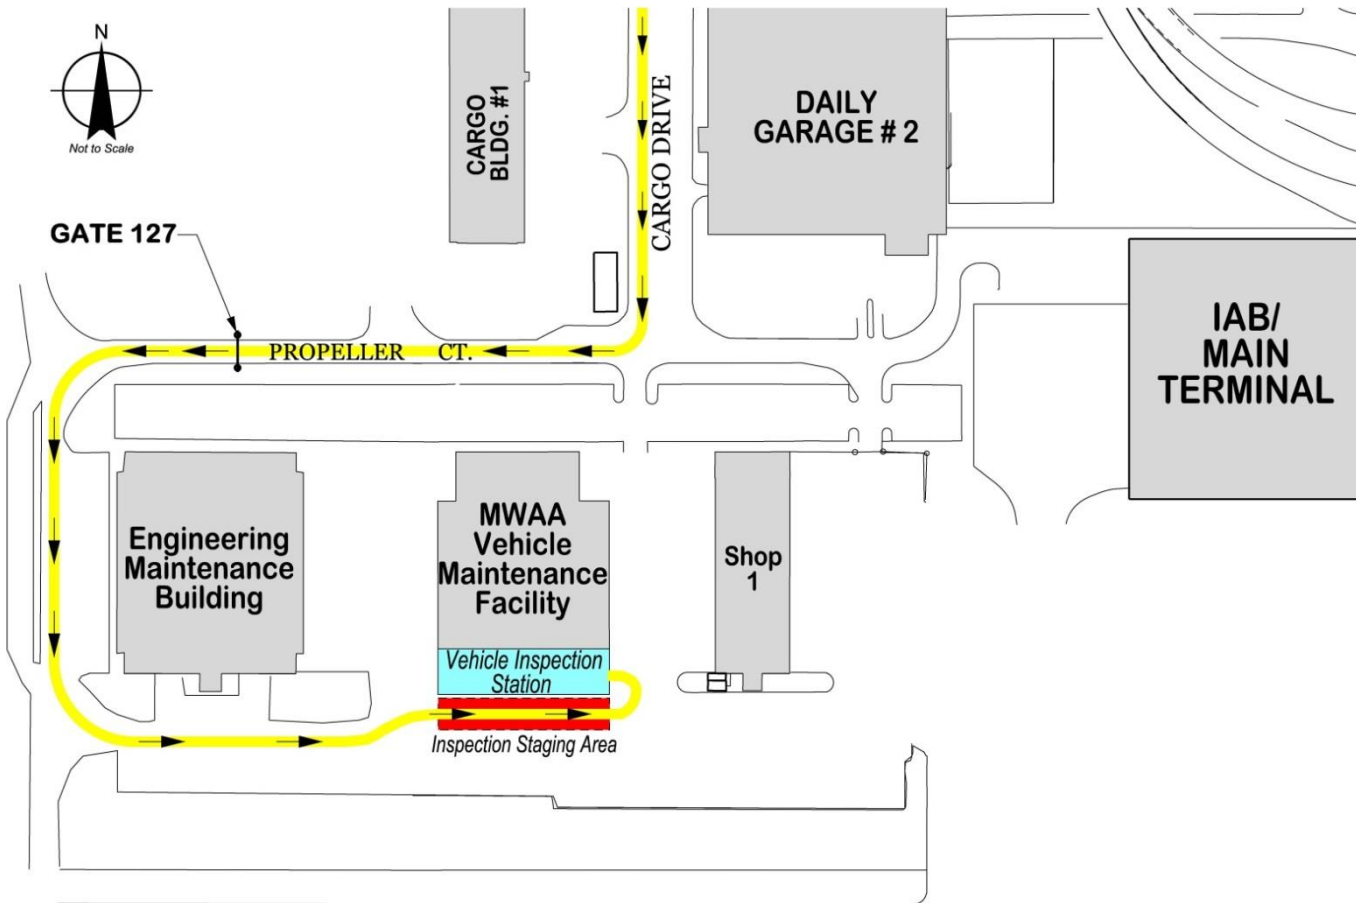 N
Not to Scale
CARGO
BLDG. #1
CARGO DRIVE
DAILY
GARAGE # 2
GATE 127
PROPELLER CT.
IAB/
MAIN
TERMINAL
Engineering
Maintenance
Building
MWAA
Vehicle
Maintenance
Facility
Shop
1
Vehicle Inspection
Station
Inspection Staging Area